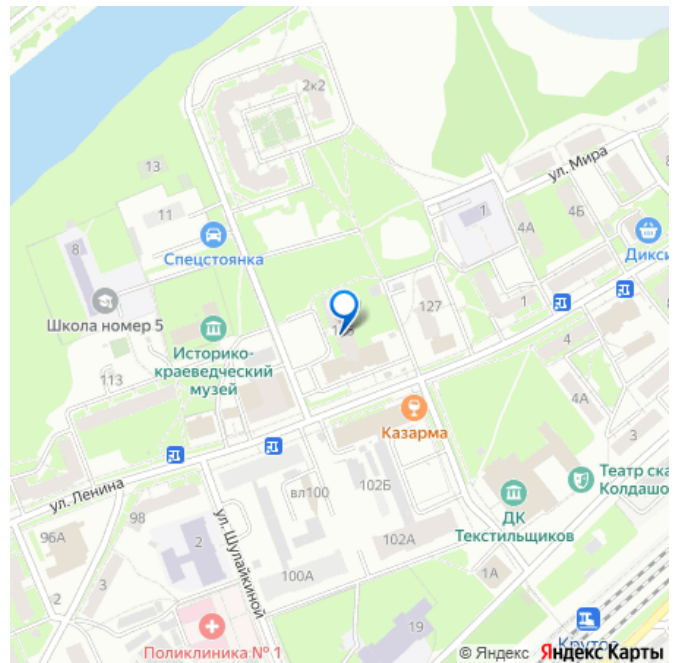 2к2
13
ул. Мира
11
1
4А
4Б
8
Спецстоянка
Школа номер 5
Дикси
127
1
Историко-
краеведческий
музей
4
113
4А
Казарма
3
ул. Ленина
Театр ска
Колдашо
вл100
102Б
ДК
Текстильщиков
98
96А
2
ул. Шулайкиной
102А
100А
1А
2
3
19
Поликлиника № 1
© Яндекс Яндекс Карты